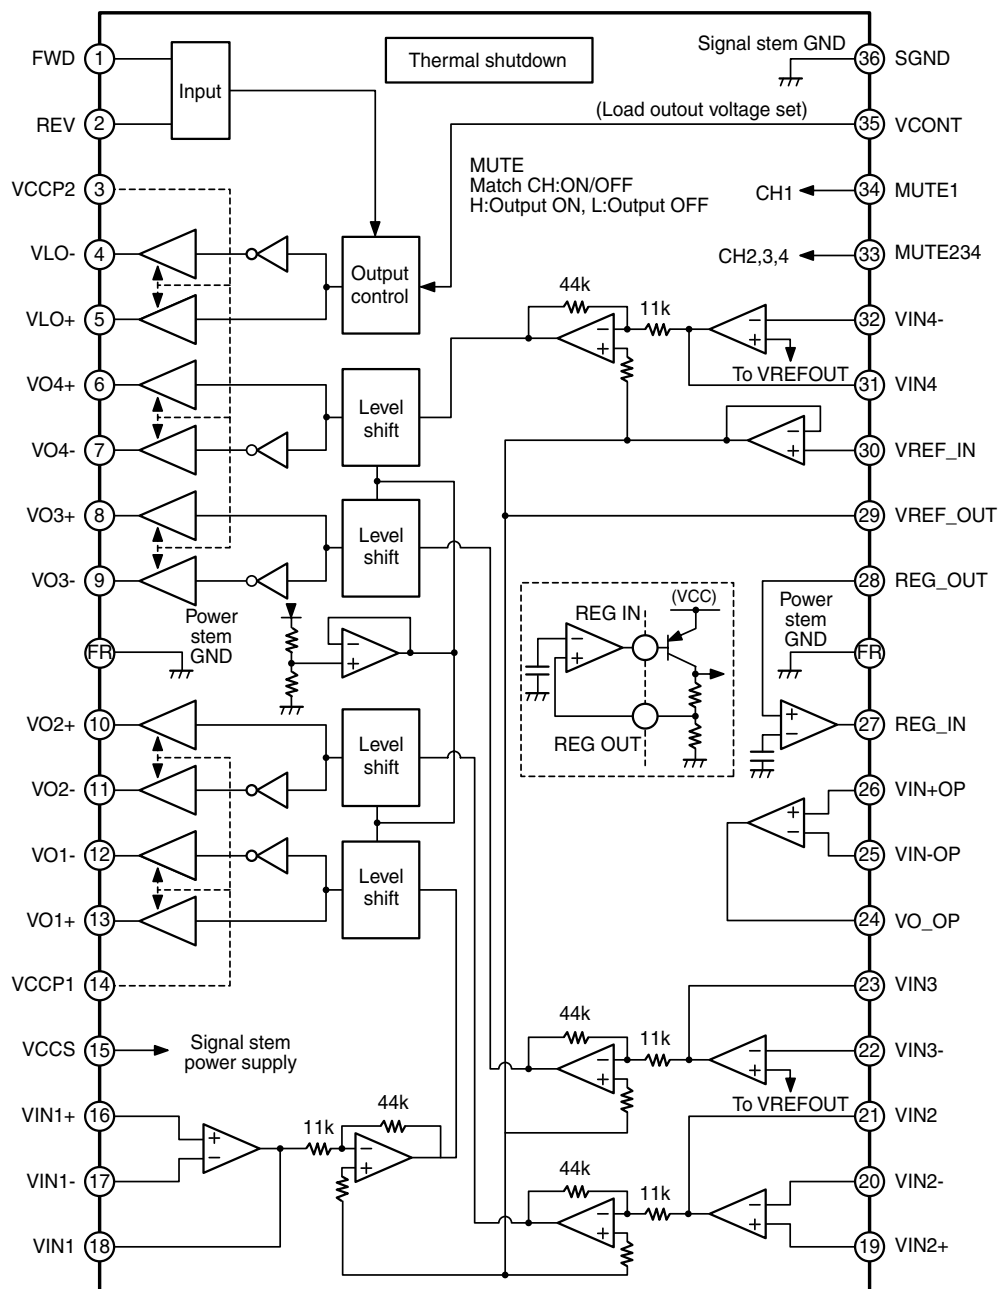 FWD
1
Input
Thermal shutdown
Signal stem GND
36
SGND
REV
2
(Load outout voltage set)
35
VCONT
VCCP2
3
MUTE
Match CH:ON/OFF
H:Output ON, L:Output OFF
CH1
34
MUTE1
VLO-
4
Output
control
CH2,3,4
33
MUTE234
VLO+
5
44k
11k
−
+
−
+
32
VIN4-
To VREFOUT
VO4+
6
Level
shift
31
VIN4
VO4-
7
−
+
30
VREF_IN
VO3+
8
Level
shift
29
VREF_OUT
VO3-
9
28
REG_OUT
Power
stem
GND
−
+
REG IN
(VCC)
−
+
REG OUT
Power
stem
GND
FR
FR
VO2+
10
Level
shift
+
−
27
REG_IN
VO2-
11
26
VIN+OP
+
−
VO1-
12
Level
shift
25
VIN-OP
VO1+
13
24
VO_OP
VCCP1
14
23
VIN3
VCCS
15
Signal stem
power supply
44k
11k
−
+
−
+
22
VIN3-
To VREFOUT
VIN1+
16
+
−
11k
44k
−
+
21
VIN2
VIN1-
17
44k
11k
−
+
−
+
20
VIN2-
VIN1
18
19
VIN2+